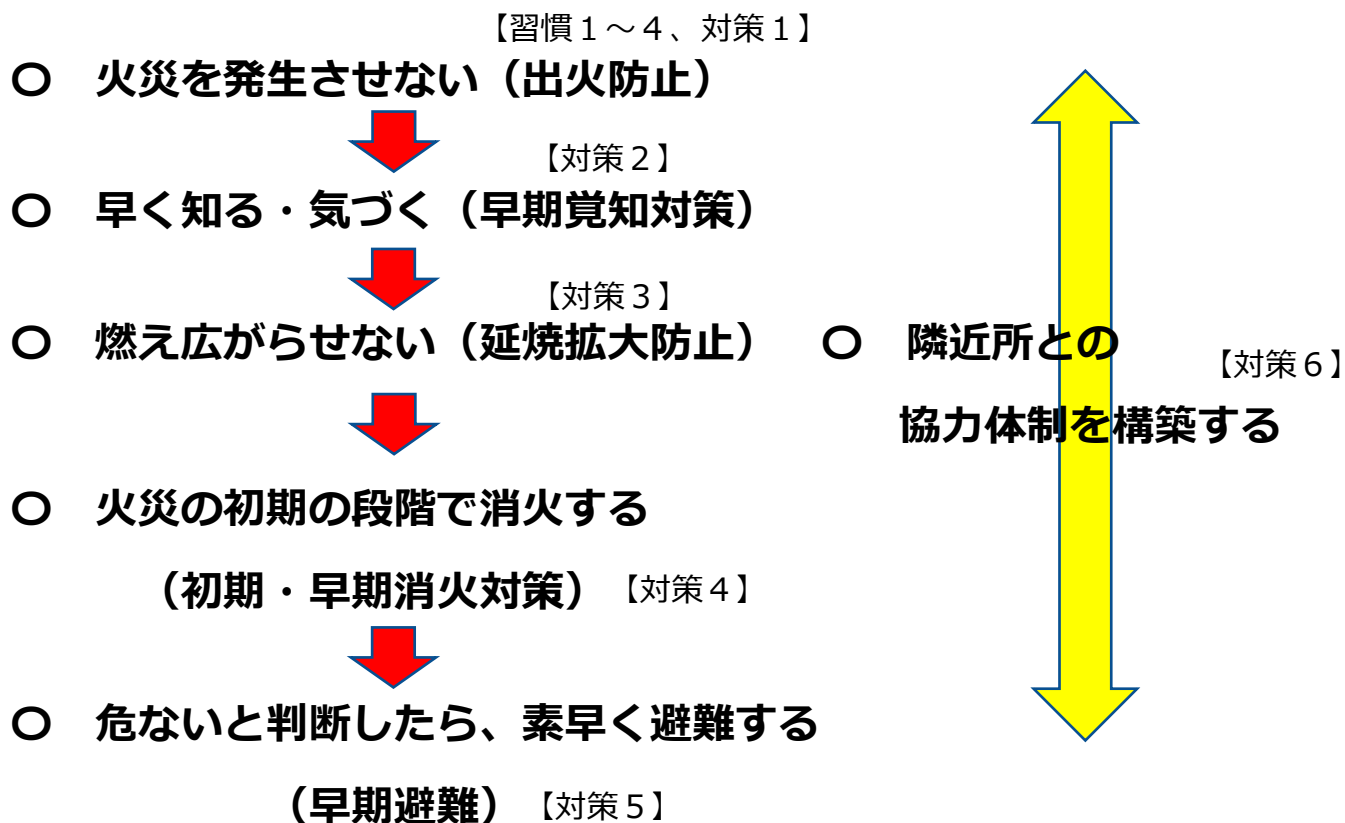 【習慣１～４、対策１】
〇 火災を発生させない（出火防止）
【対策２】
〇 早く知る・気づく（早期覚知対策）
【対策３】
〇 燃え広がらせない（延焼拡大防止）
〇 隣近所との
協力体制を構築する
【対策６】
〇 火災の初期の段階で消火する
（初期・早期消火対策）【対策４】
〇 危ないと判断したら、素早く避難する
（早期避難）【対策５】